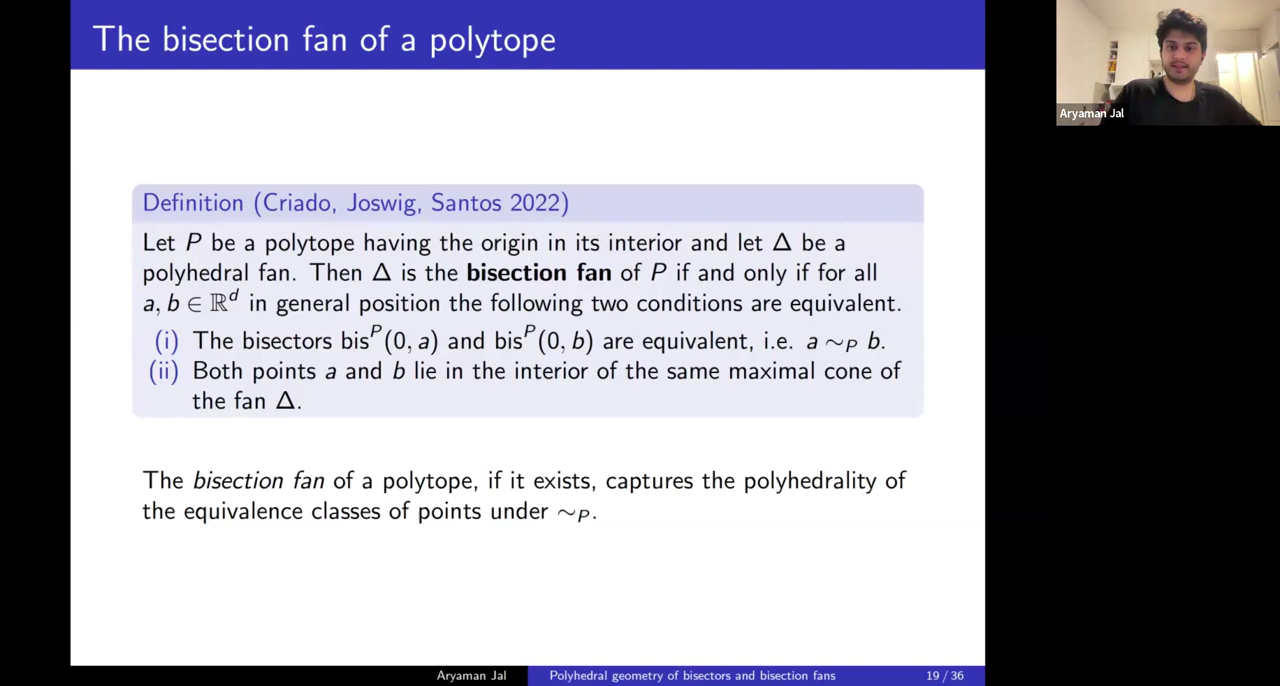 The bisection fan of a polytope
Aryaman Jal
Definition (Criado, Joswig, Santos 2022)
Let P be a polytope having the origin in its interior and let Δ be a
polyhedral fan. Then Δ is the bisection fan of P if and only if for all
a, b ∈ ℝᵈ in general position the following two conditions are equivalent.
(i) The bisectors bisᴾ(0, a) and bisᴾ(0, b) are equivalent, i.e. a ∼_P b.
(ii) Both points a and b lie in the interior of the same maximal cone of
the fan Δ.
The bisection fan of a polytope, if it exists, captures the polyhedrality of
the equivalence classes of points under ∼_P.
Aryaman Jal Polyhedral geometry of bisectors and bisection fans 19 / 36